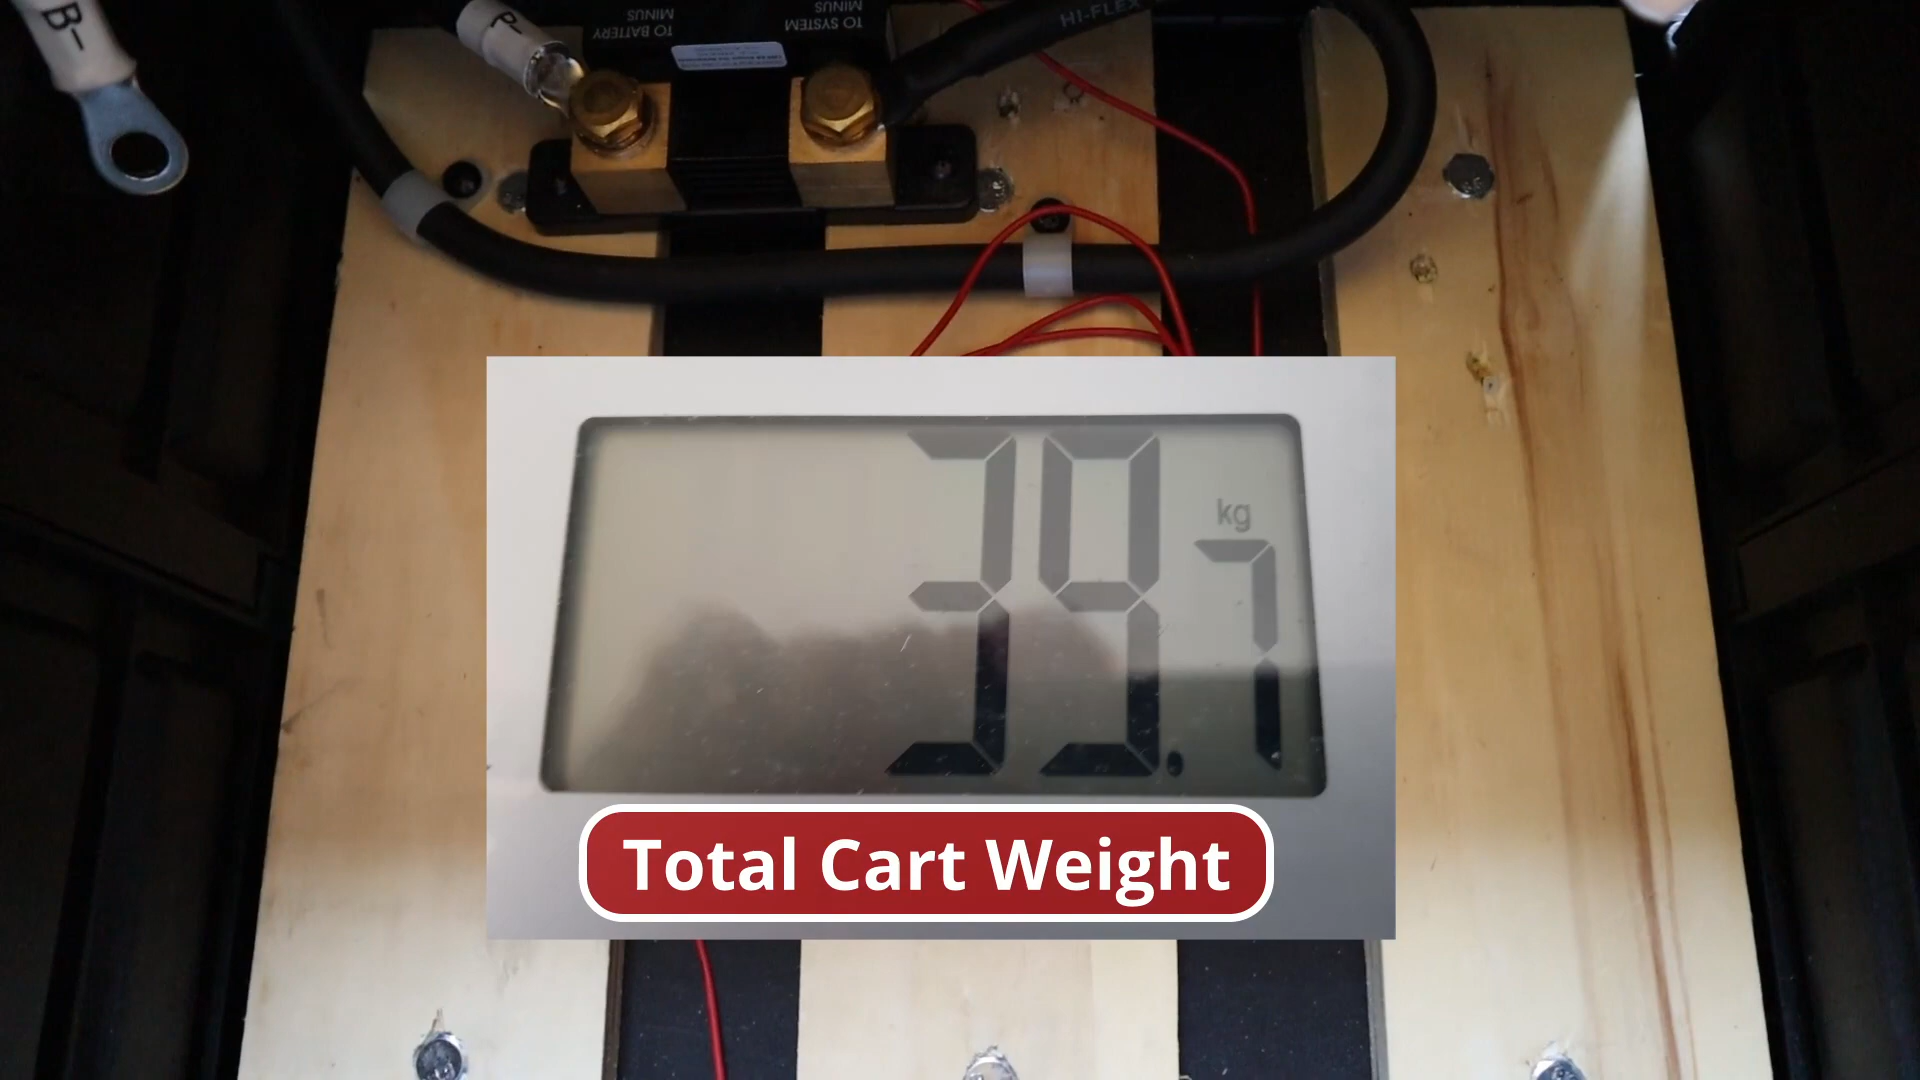 B-
P-
TO BATTERY
MINUS
TO SYSTEM
MINUS
HI-FLEX
39.7
kg
Total Cart Weight